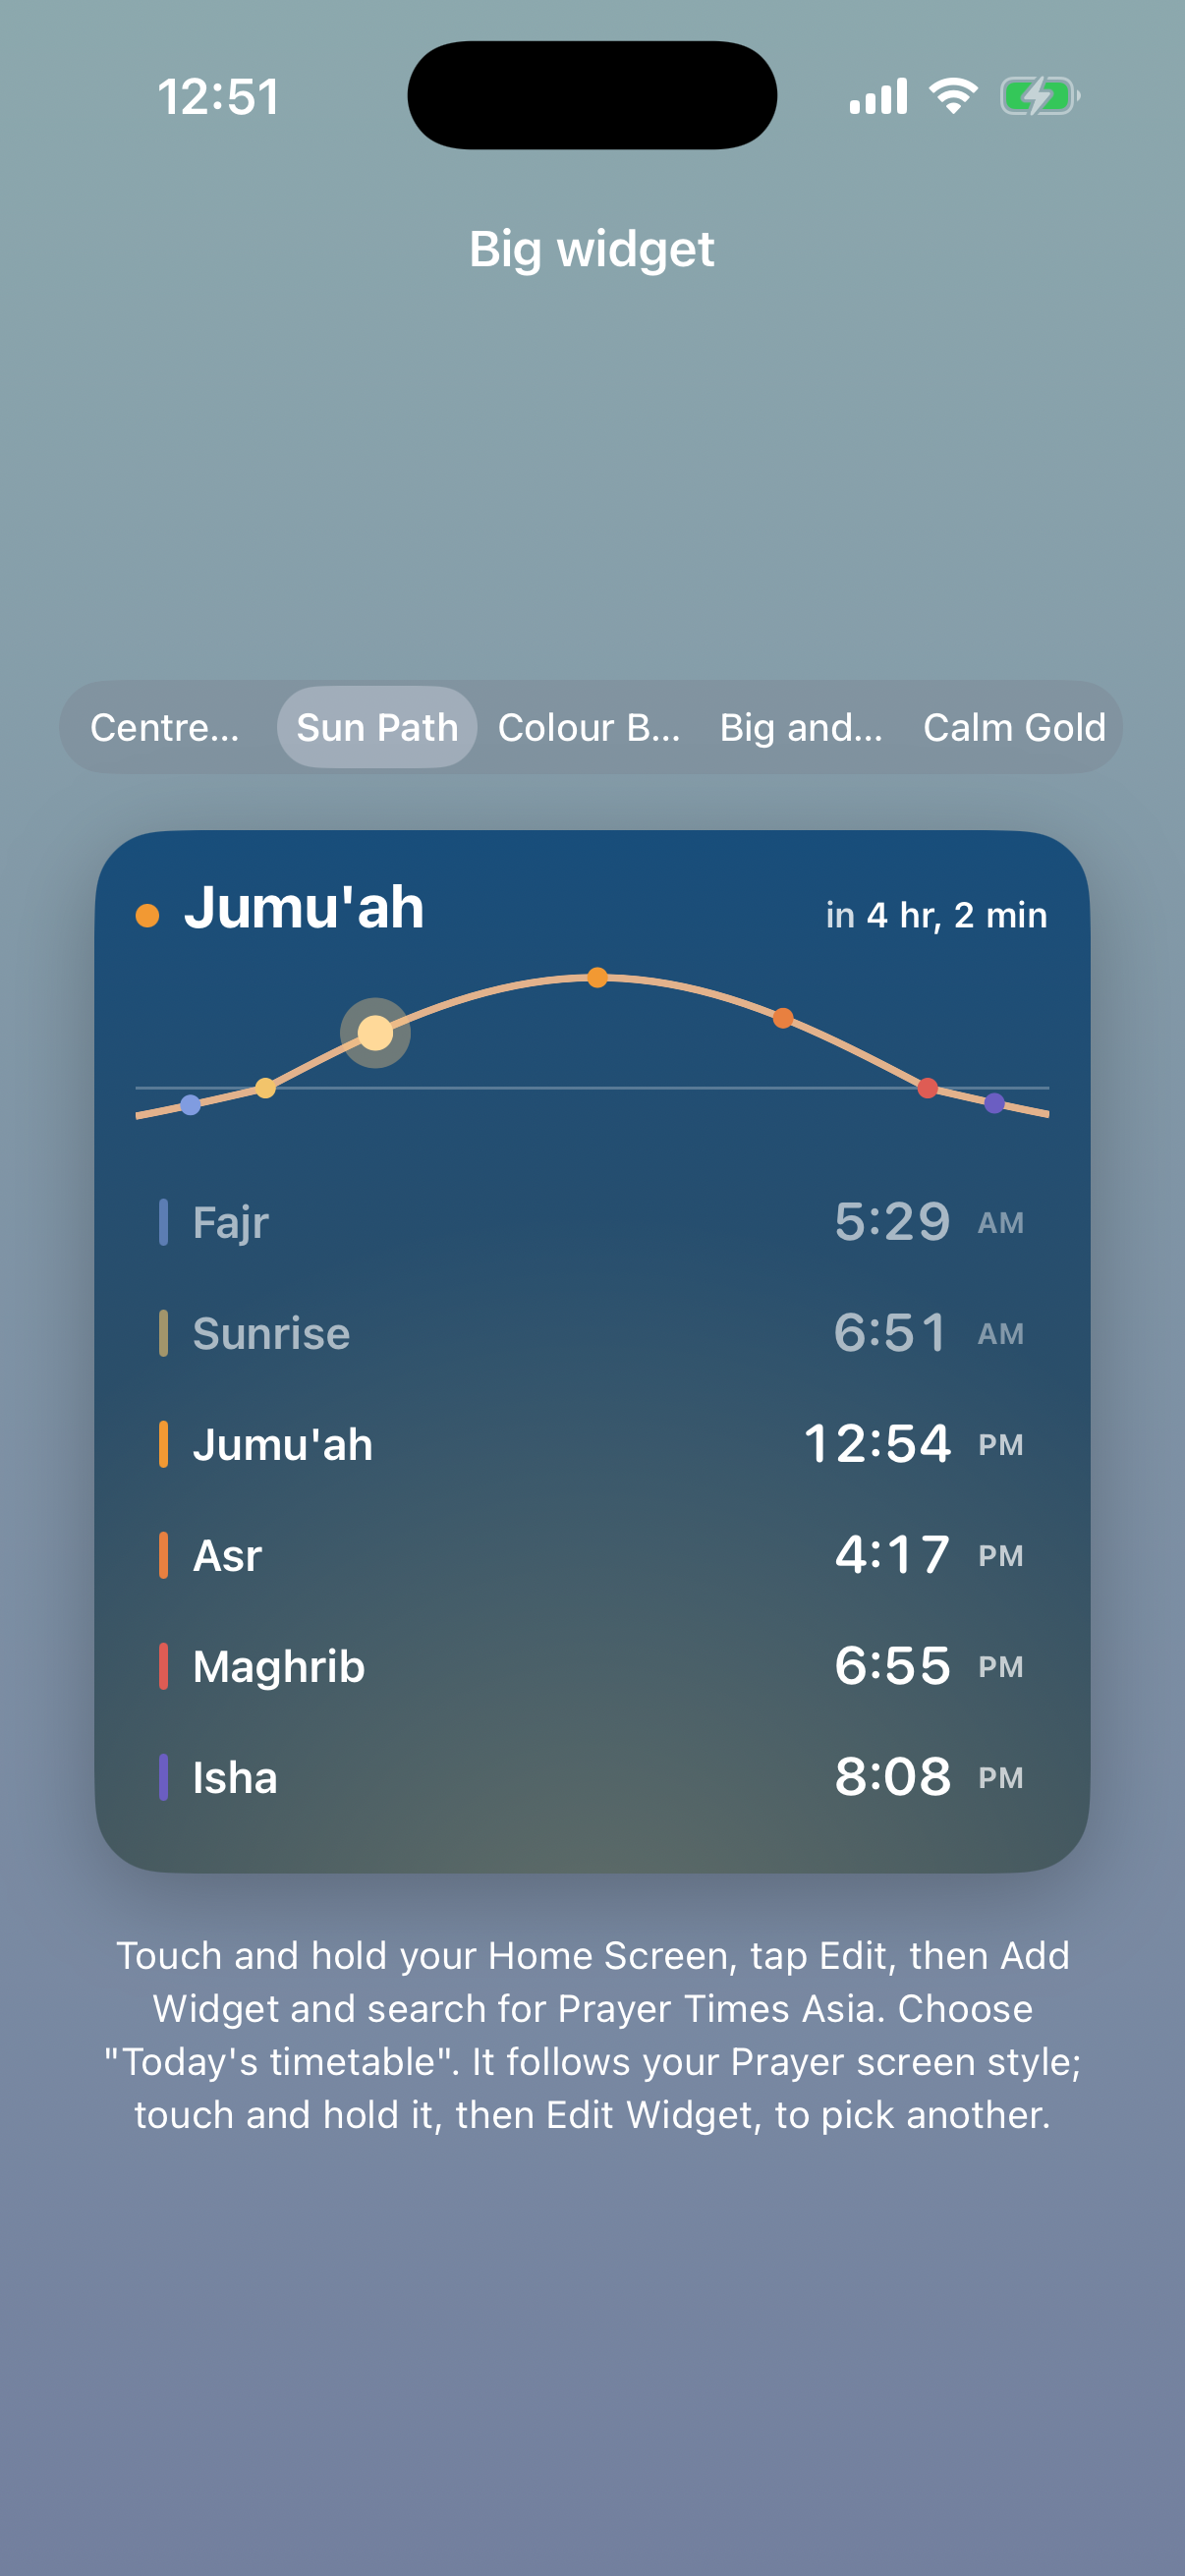 12:51
Big widget
Centre...
Sun Path
Colour B...
Big and...
Calm Gold
Jumu'ah
in 4 hr, 2 min
Fajr 5:29 AM
Sunrise 6:51 AM
Jumu'ah 12:54 PM
Asr 4:17 PM
Maghrib 6:55 PM
Isha 8:08 PM
Touch and hold your Home Screen, tap Edit, then Add
Widget and search for Prayer Times Asia. Choose
"Today's timetable". It follows your Prayer screen style;
touch and hold it, then Edit Widget, to pick another.